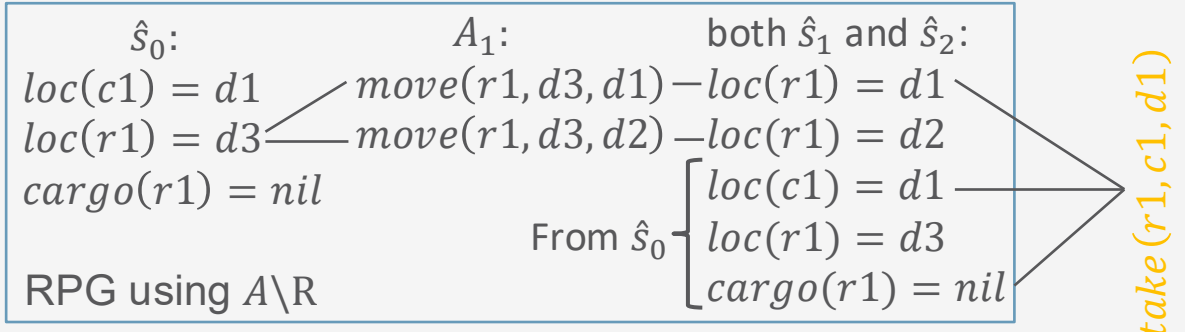 ŝ₀: A₁: both ŝ₁ and ŝ₂:
loc(c1) = d1 move(r1, d3, d1) loc(r1) = d1
loc(r1) = d3 move(r1, d3, d2) loc(r1) = d2
cargo(r1) = nil loc(c1) = d1
From ŝ₀ loc(r1) = d3
RPG using A\R cargo(r1) = nil
take(r1, c1, d1)